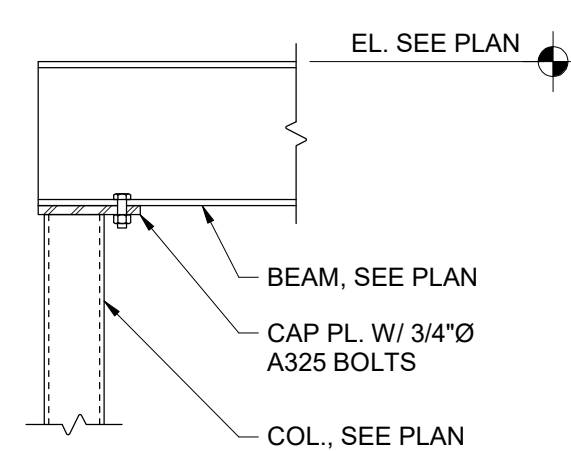 EL. SEE PLAN
BEAM, SEE PLAN
CAP PL. W/ 3/4"Ø
A325 BOLTS
COL., SEE PLAN